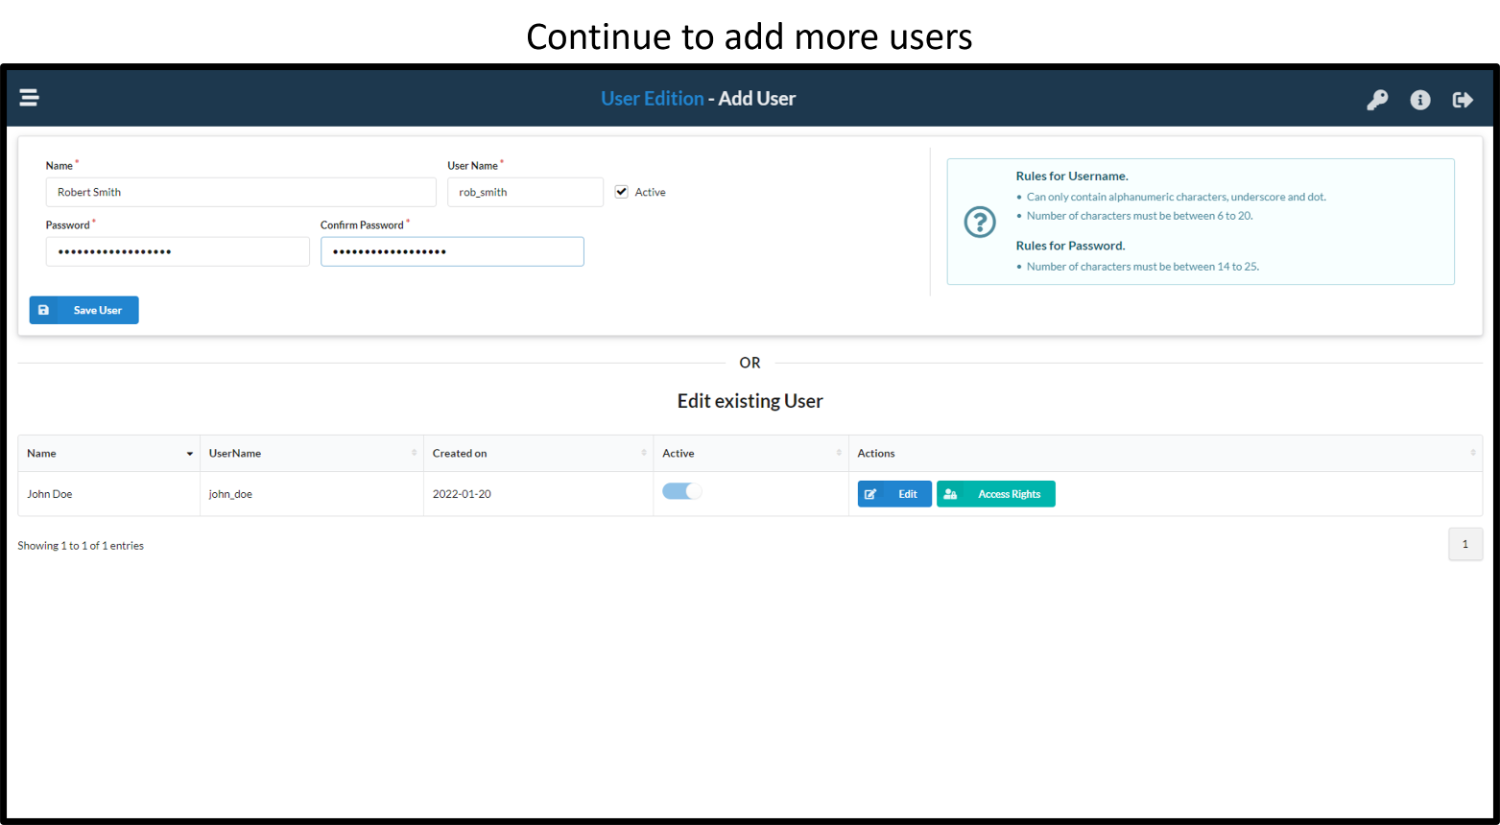 Continue to add more users
User Edition - Add User
Name *
User Name *
Robert Smith
rob_smith
Active
Password *
Confirm Password *
••••••••••••••••••
••••••••••••••••••
Save User
Rules for Username.
• Can only contain alphanumeric characters, underscore and dot.
• Number of characters must be between 6 to 20.
Rules for Password.
• Number of characters must be between 14 to 25.
OR
Edit existing User
Name UserName Created on Active Actions
John Doe john_doe 2022-01-20 Edit Access Rights
Showing 1 to 1 of 1 entries
1